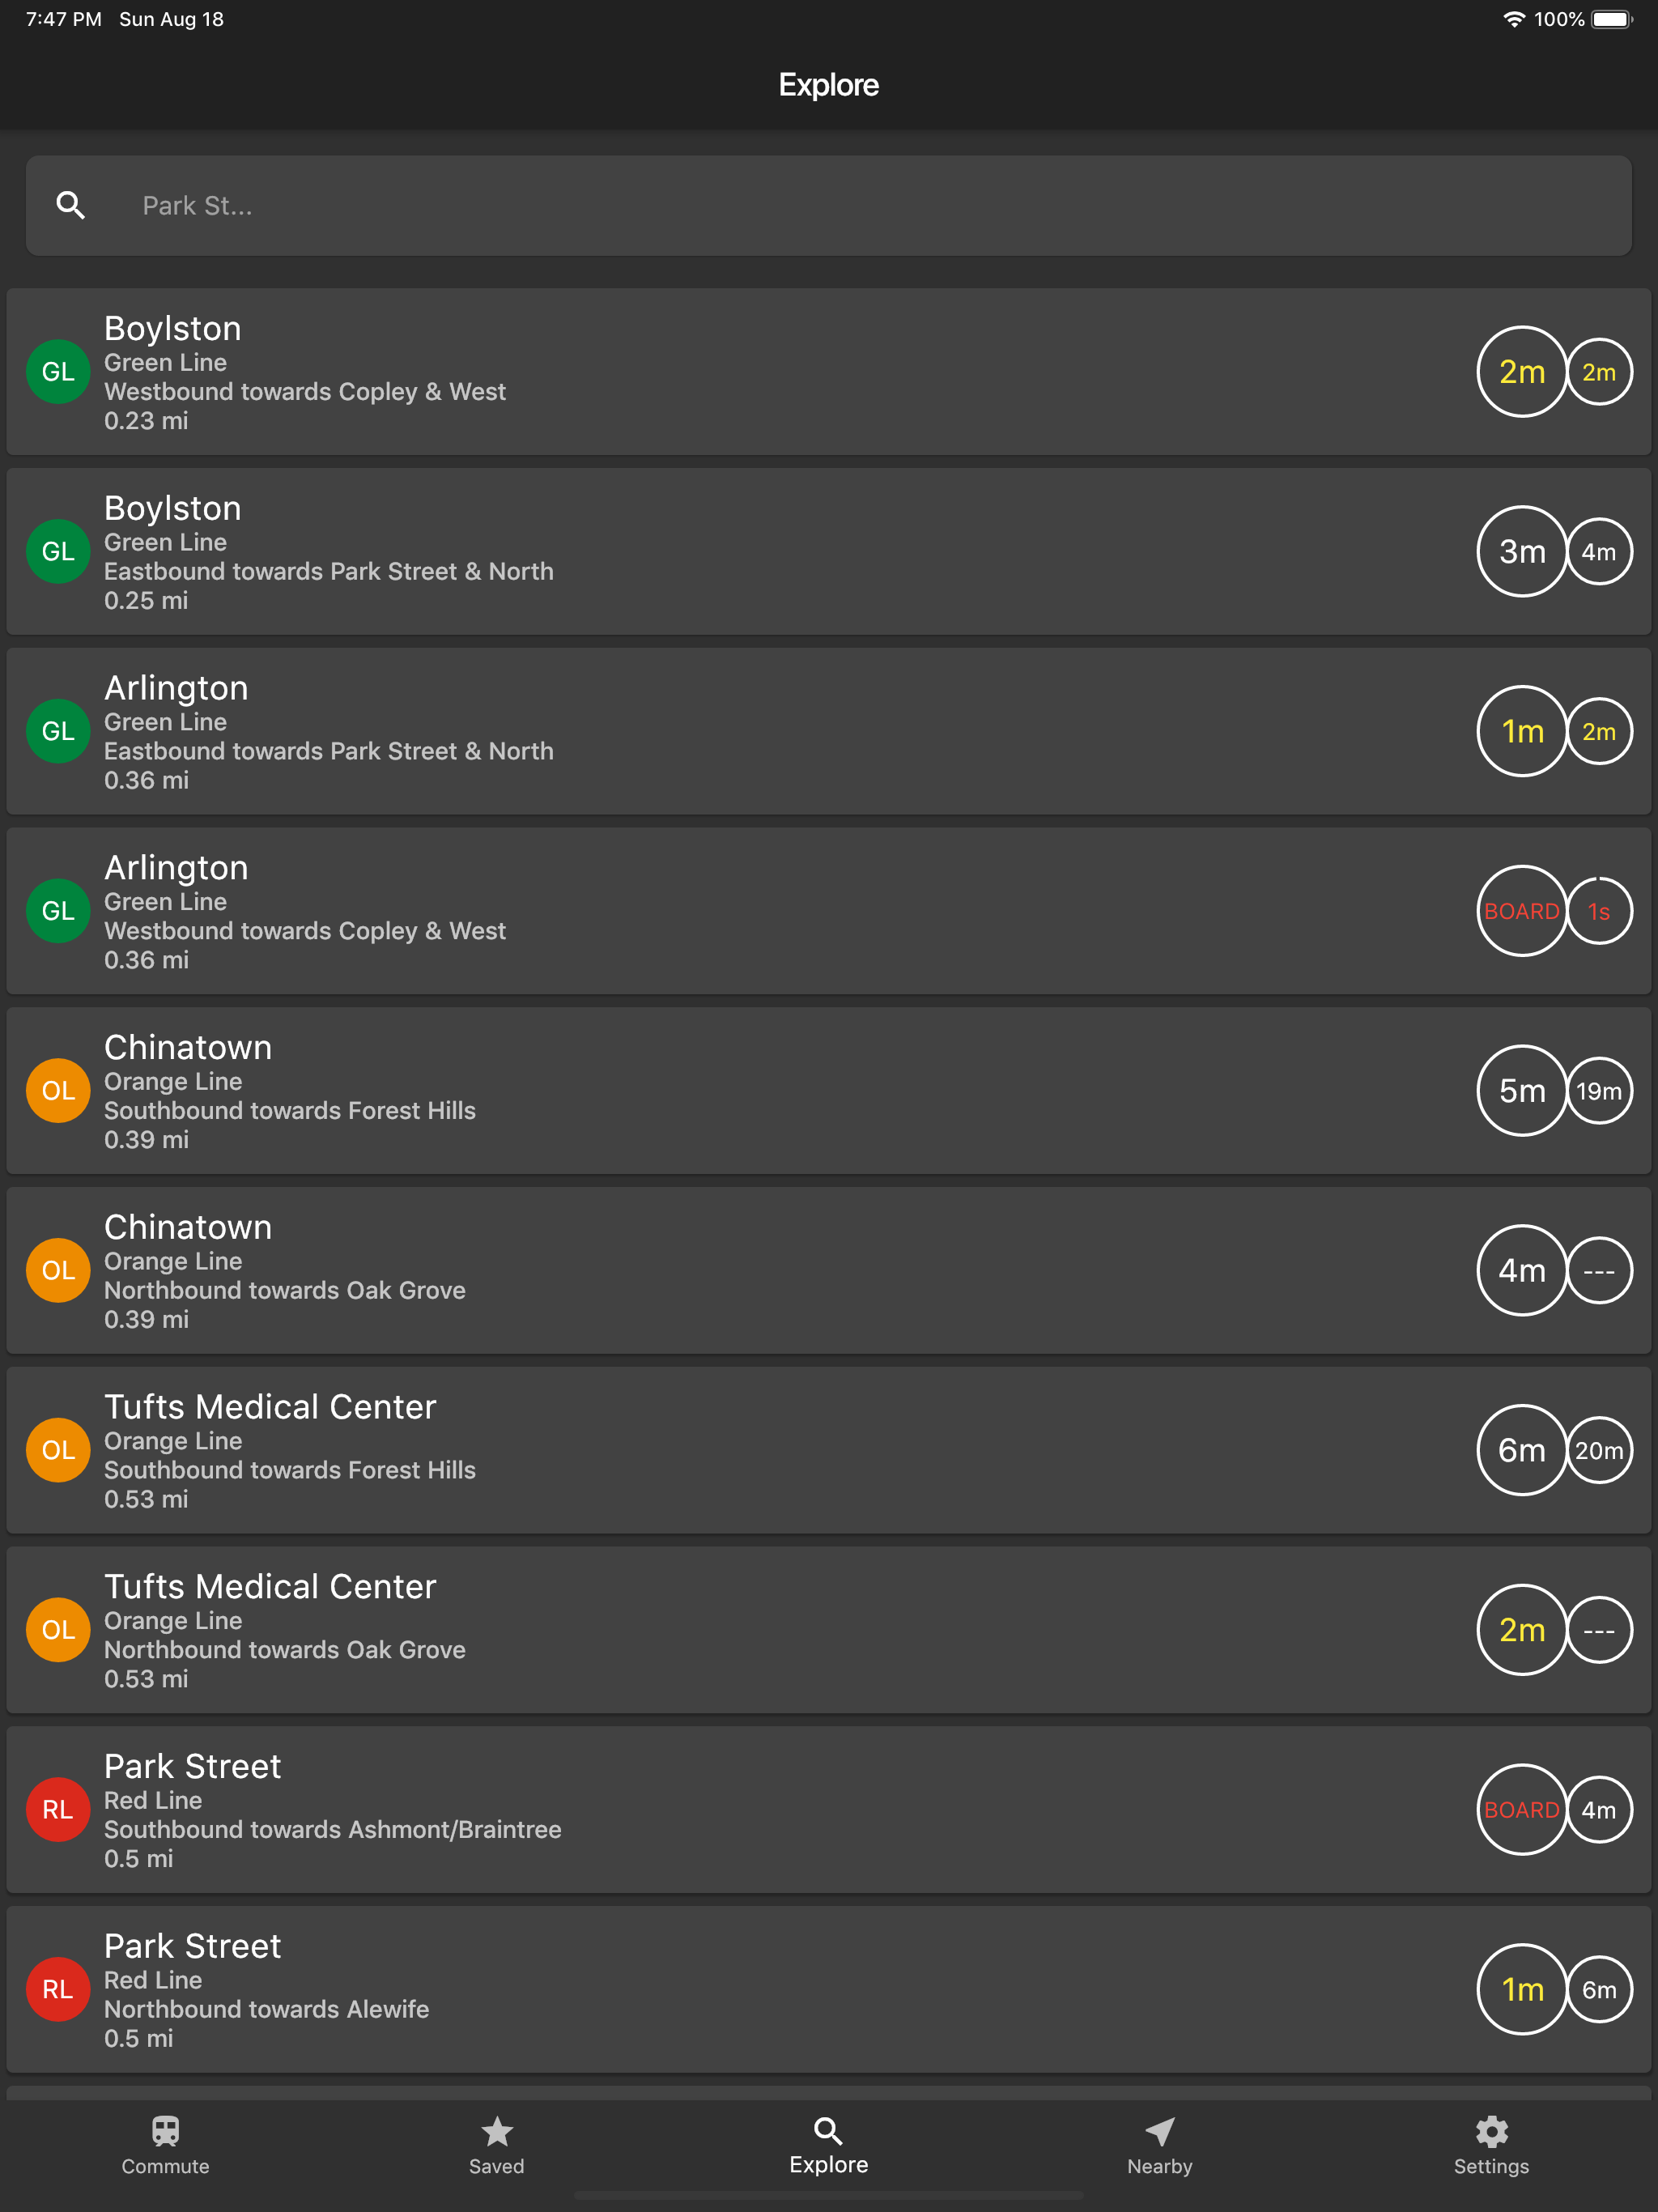 7:47 PM Sun Aug 18 100%
Explore
Park St...
Boylston
GL Green Line 2m 2m
Westbound towards Copley & West
0.23 mi
Boylston
GL Green Line 3m 4m
Eastbound towards Park Street & North
0.25 mi
Arlington
GL Green Line 1m 2m
Eastbound towards Park Street & North
0.36 mi
Arlington
GL Green Line BOARD 1s
Westbound towards Copley & West
0.36 mi
Chinatown
OL Orange Line 5m 19m
Southbound towards Forest Hills
0.39 mi
Chinatown
OL Orange Line 4m ---
Northbound towards Oak Grove
0.39 mi
Tufts Medical Center
OL Orange Line 6m 20m
Southbound towards Forest Hills
0.53 mi
Tufts Medical Center
OL Orange Line 2m ---
Northbound towards Oak Grove
0.53 mi
Park Street
RL Red Line BOARD 4m
Southbound towards Ashmont/Braintree
0.5 mi
Park Street
RL Red Line 1m 6m
Northbound towards Alewife
0.5 mi
Commute Saved Explore Nearby Settings